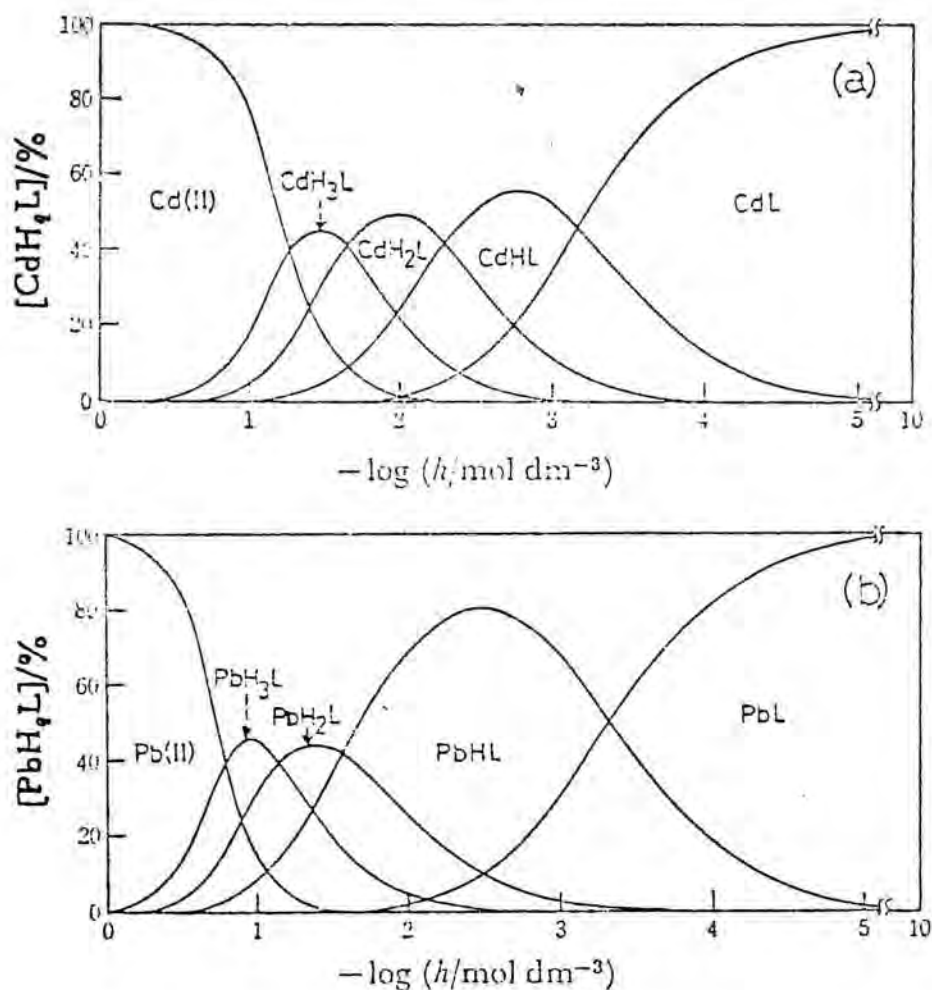 [CdH_qL]/%
100
80
60
40
20
0
(a)
Cd(II)
CdH₃L
CdH₂L
CdHL
CdL
0 1 2 3 4 5 10
−log (h/mol dm⁻³)
[PbH_qL]/%
100
80
60
40
20
0
(b)
Pb(II)
PbH₃L
PbH₂L
PbHL
PbL
0 1 2 3 4 5 10
−log (h/mol dm⁻³)